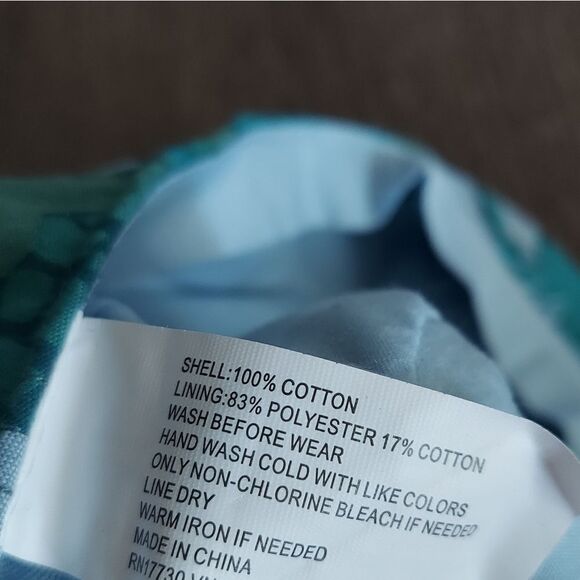 SHELL:100% COTTON
LINING:83% POLYESTER 17% COTTON
WASH BEFORE WEAR
HAND WASH COLD WITH LIKE COLORS
ONLY NON-CHLORINE BLEACH IF NEEDED
LINE DRY
WARM IRON IF NEEDED
MADE IN CHINA
RN17730